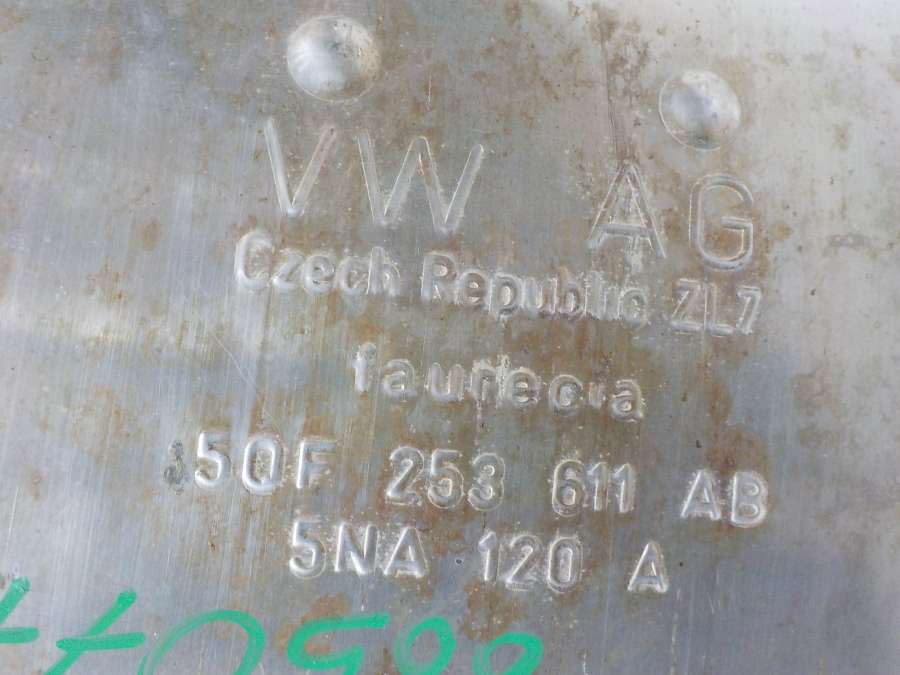 VW AG
Czech Republic ZL7
faurecia
5QF 253 611 AB
5NA 120 A